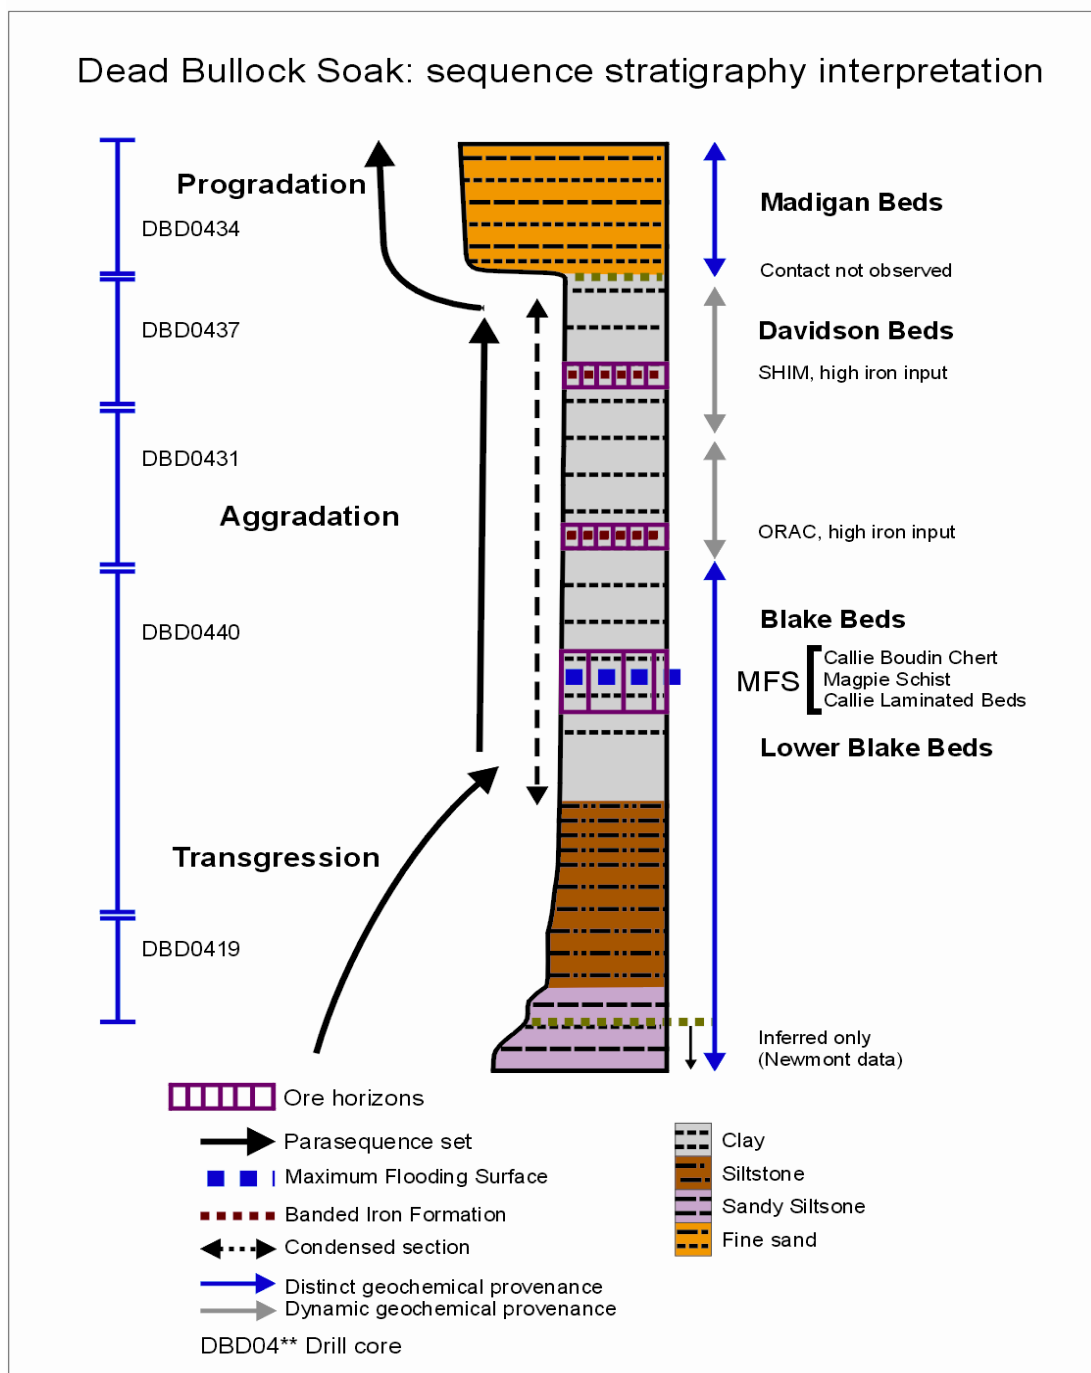 Dead Bullock Soak: sequence stratigraphy interpretation
Progradation
DBD0434
Madigan Beds
Contact not observed
DBD0437
Davidson Beds
SHIM, high iron input
DBD0431
Aggradation
ORAC, high iron input
DBD0440
Blake Beds
MFS
Callie Boudin Chert
Magpie Schist
Callie Laminated Beds
Lower Blake Beds
Transgression
DBD0419
Inferred only
(Newmont data)
Ore horizons
Parasequence set
Maximum Flooding Surface
Banded Iron Formation
Condensed section
Distinct geochemical provenance
Dynamic geochemical provenance
DBD04** Drill core
Clay
Siltstone
Sandy Siltsone
Fine sand